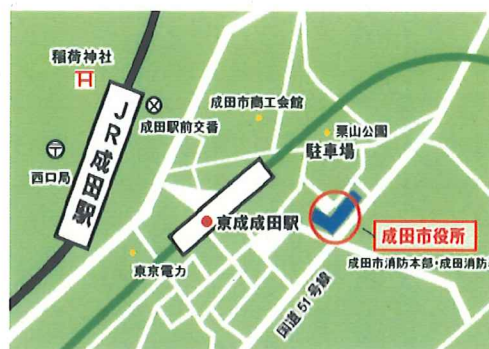 稲荷神社
JR成田駅
成田駅前交番
西口局
成田市商工会館
栗山公園
駐車場
京成成田駅
成田市役所
成田市消防本部・成田消防
東京電力
国道51号線